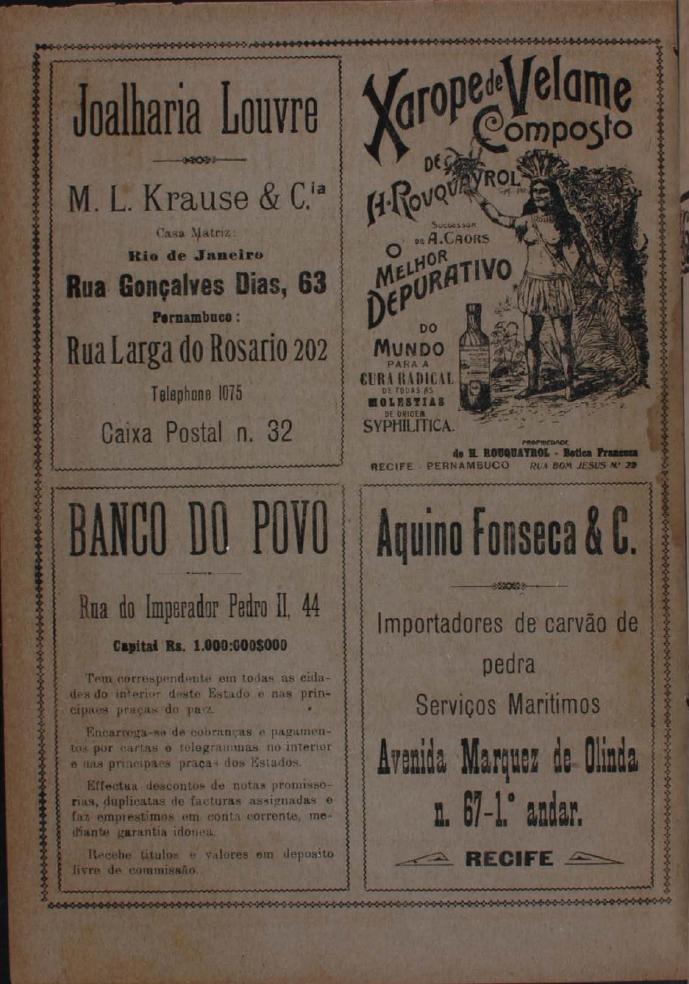 Joalharia Louvre
M. L. Krause & C.ia
Casa Matriz:
Rio de Janeiro
Rua Gonçalves Dias, 63
Pernambuco:
Rua Larga do Rosario 202
Telephone 1075
Caixa Postal n. 32
Xarope de Velame
Composto
DE
H. ROUQUAYROL
SUCCESSOR
DE A. CAORS
O
MELHOR
DEPURATIVO
DO
MUNDO
PARA A
CURA RADICAL
DE TODAS AS
MOLESTIAS
DE ORIGEM
SYPHILITICA.
PROPRIEDADE
de H. ROUQUAYROL - Botica Franceza
RECIFE - PERNAMBUCO RUA BOM JESUS N.º 22
BANCO DO POVO
Rua do Imperador Pedro II, 44
Capital Rs. 1.000:000$000
Tem correspondente em todas as cida-
des do interior deste Estado e nas prin-
cipaes praças do paiz.
Encarrega-se de cobranças e pagamen-
tos por cartas e telegrammas no interior
e nas principaes praças dos Estados.
Effectua descontos de notas promisso-
rias, duplicatas de facturas assignadas e
faz emprestimos em conta corrente, me-
diante garantia idonea.
Recebe titulos e valores em deposito
livre de commissão.
Aquino Fonseca & C.
Importadores de carvão de
pedra
Serviços Maritimos
Avenida Marquez de Olinda
n. 67-1.º andar.
RECIFE